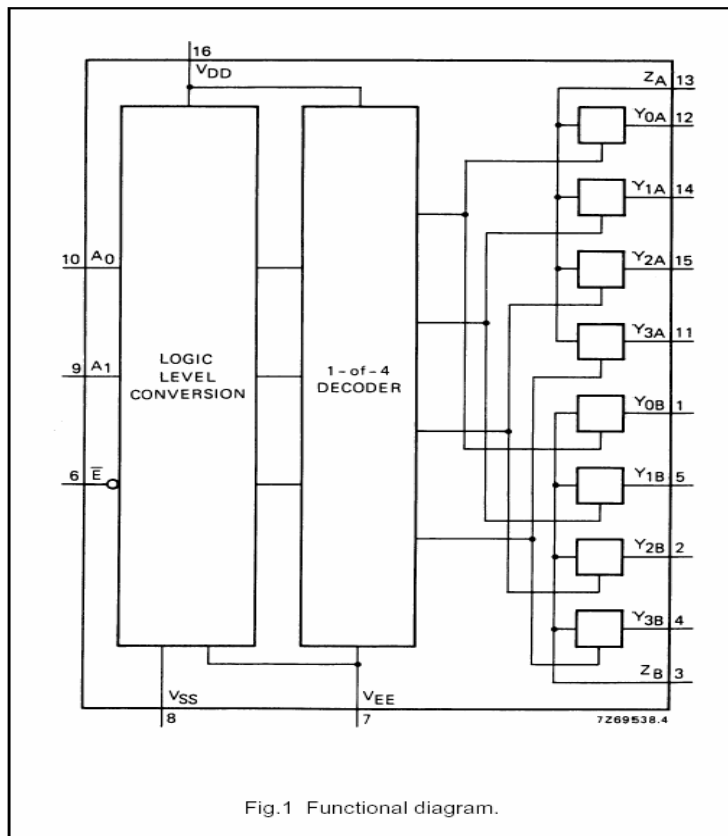 16
VDD
ZA 13
Y0A 12
Y1A 14
Y2A 15
Y3A 11
Y0B 1
Y1B 5
Y2B 2
Y3B 4
ZB 3
10 A0
9 A1
6 E̅
LOGIC
LEVEL
CONVERSION
1-of-4
DECODER
VSS
8
VEE
7
7Z69538.4
Fig.1 Functional diagram.